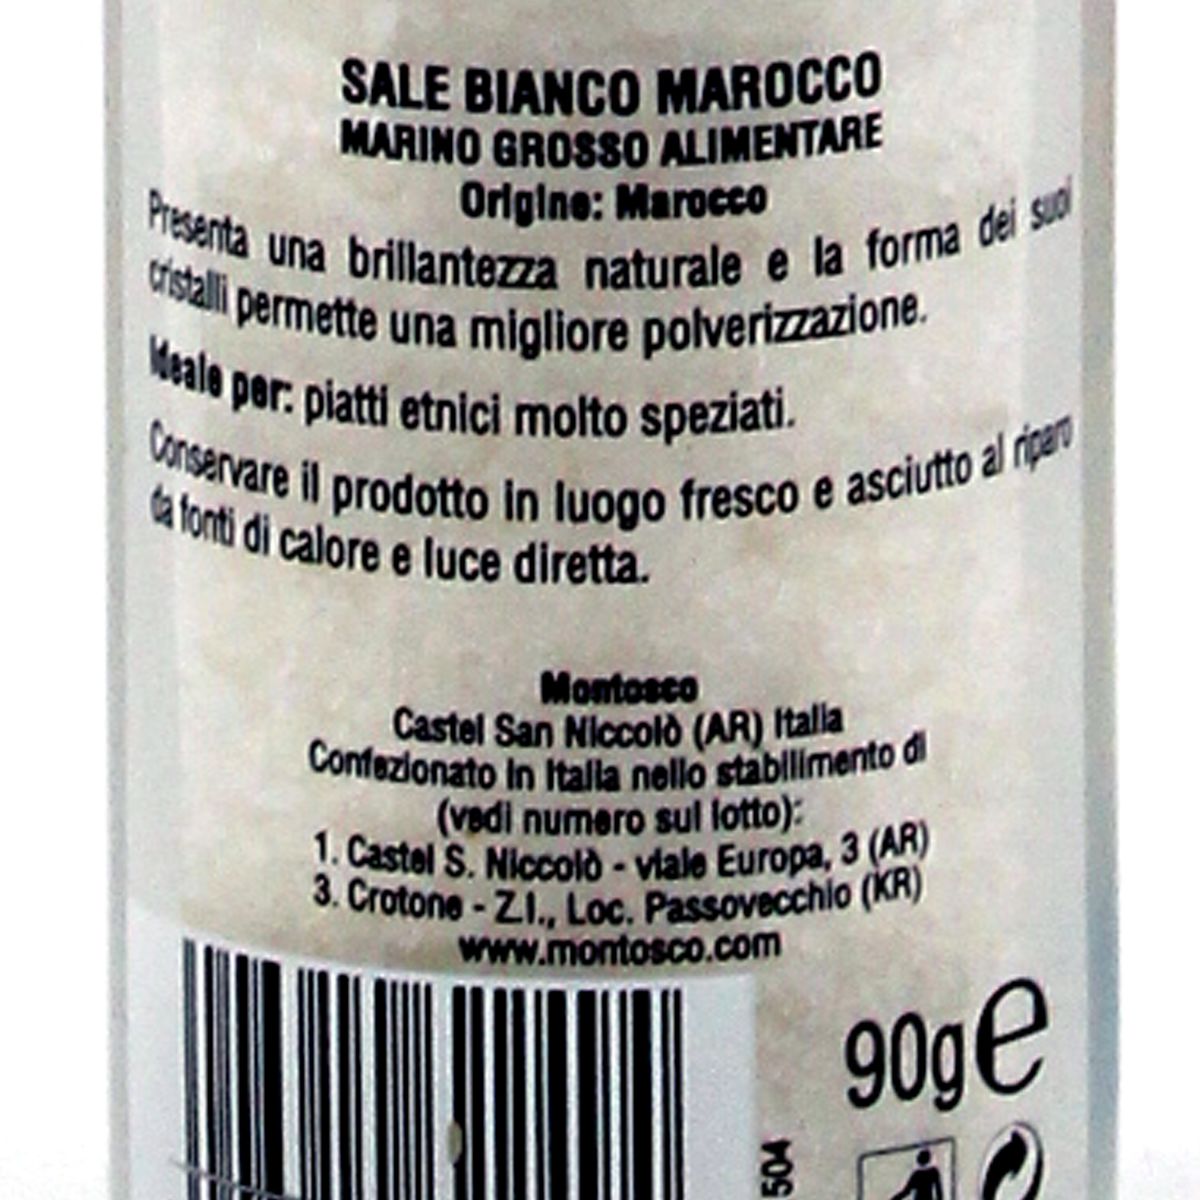 SALE BIANCO MAROCCO
MARINO GROSSO ALIMENTARE
Origine: Marocco
Presenta una brillantezza naturale e la forma dei suoi
cristalli permette una migliore polverizzazione.
Ideale per: piatti etnici molto speziati.
Conservare il prodotto in luogo fresco e asciutto al riparo
da fonti di calore e luce diretta.
Montosco
Castel San Niccolò (AR) Italia
Confezionato in Italia nello stabilimento di
(vedi numero sul lotto):
1. Castel S. Niccolò - viale Europa, 3 (AR)
3. Crotone - Z.I., Loc. Passovecchio (KR)
www.montosco.com
90g e
504